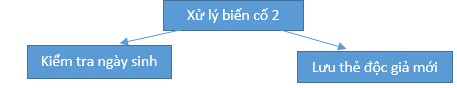 Xử lý biến cố 2
Kiểm tra ngày sinh
Lưu thẻ độc giả mới